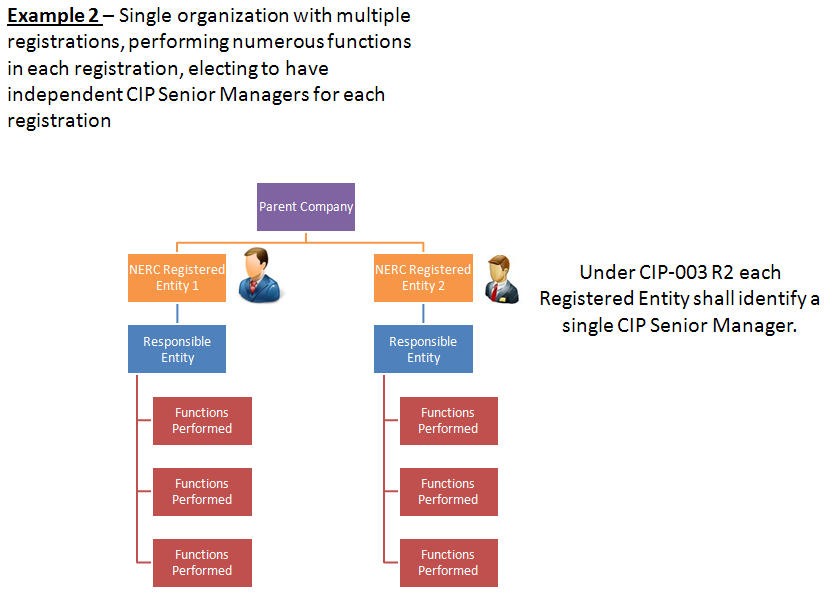 Example 2 – Single organization with multiple
registrations, performing numerous functions
in each registration, electing to have
independent CIP Senior Managers for each
registration
Parent Company
NERC Registered
Entity 1
NERC Registered
Entity 2
Under CIP-003 R2 each
Registered Entity shall identify a
single CIP Senior Manager.
Responsible
Entity
Responsible
Entity
Functions
Performed
Functions
Performed
Functions
Performed
Functions
Performed
Functions
Performed
Functions
Performed